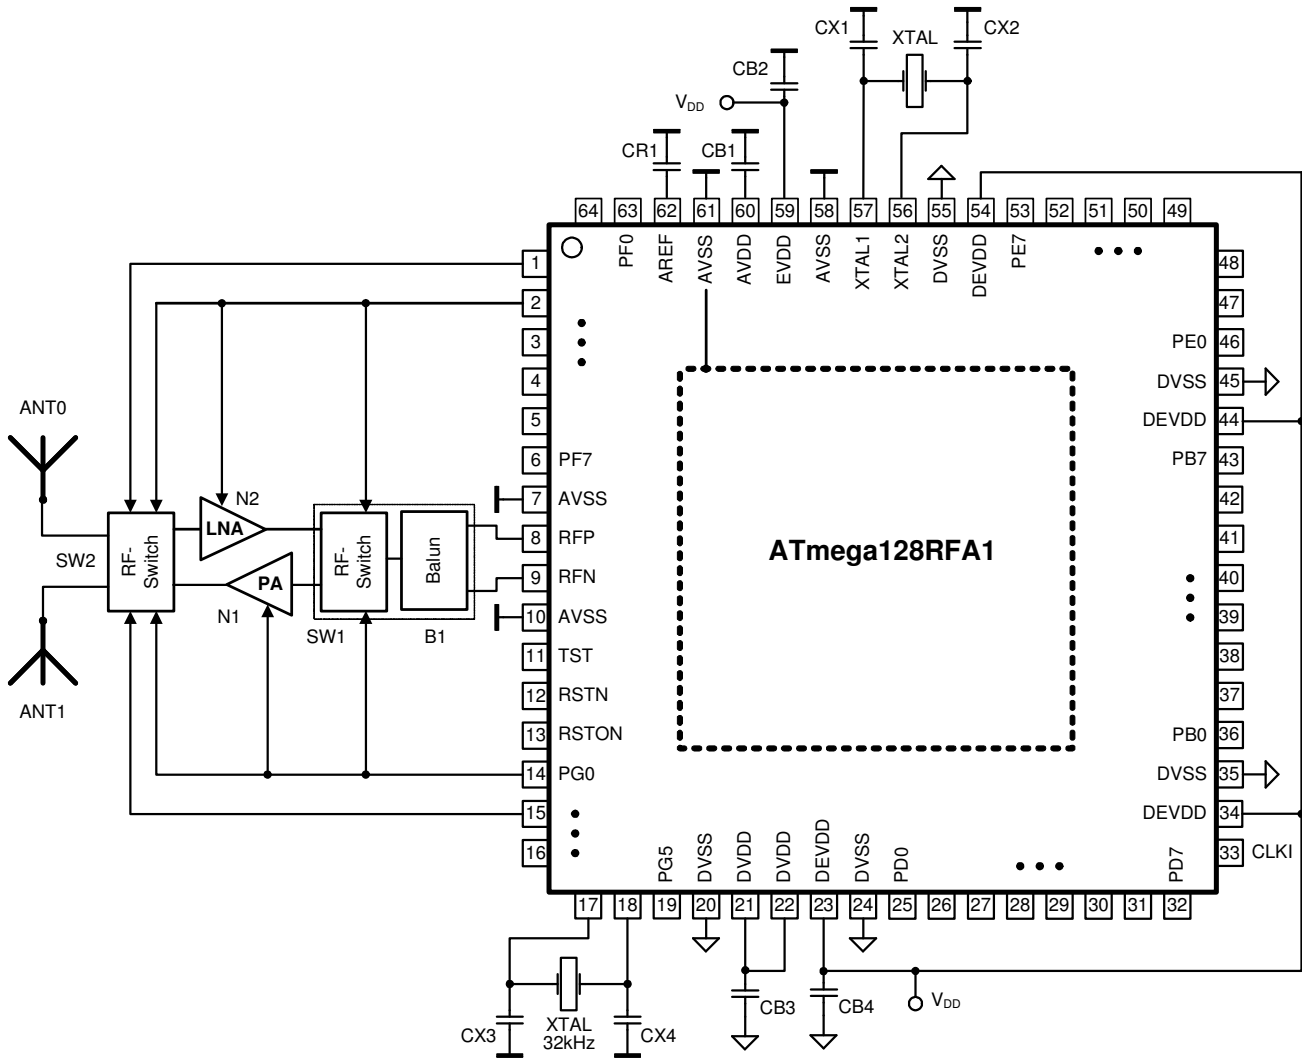 CX1
XTAL
CX2
CB2
VDD
CR1
CB1
64 63 62 61 60 59 58 57 56 55 54 53 52 51 50 49
PF0
AREF
AVSS
AVDD
EVDD
AVSS
XTAL1
XTAL2
DVSS
DEVDD
PE7
1
2
3
4
5
6 PF7
7 AVSS
8 RFP
9 RFN
10 AVSS
11 TST
12 RSTN
13 RSTON
14 PG0
15
16
48
47
PE0 46
DVSS 45
DEVDD 44
PB7 43
42
41
40
39
38
37
PB0 36
DVSS 35
DEVDD 34
33 CLKI
ATmega128RFA1
ANT0
SW2
RF-
Switch
N2
LNA
PA
N1
RF-
Switch
Balun
SW1
B1
ANT1
PG5
DVSS
DVDD
DVDD
DEVDD
DVSS
PD0
PD7
17 18 19 20 21 22 23 24 25 26 27 28 29 30 31 32
CX3
XTAL
32kHz
CX4
CB3
CB4
VDD